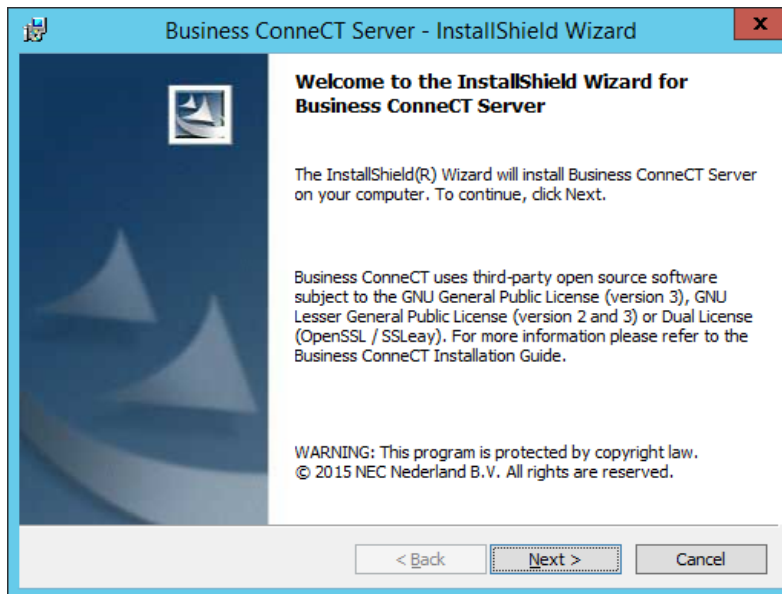 Business ConneCT Server - InstallShield Wizard
x
Welcome to the InstallShield Wizard for
Business ConneCT Server
The InstallShield(R) Wizard will install Business ConneCT Server
on your computer. To continue, click Next.
Business ConneCT uses third-party open source software
subject to the GNU General Public License (version 3), GNU
Lesser General Public License (version 2 and 3) or Dual License
(OpenSSL / SSLeay). For more information please refer to the
Business ConneCT Installation Guide.
WARNING: This program is protected by copyright law.
© 2015 NEC Nederland B.V. All rights are reserved.
< Back Next > Cancel